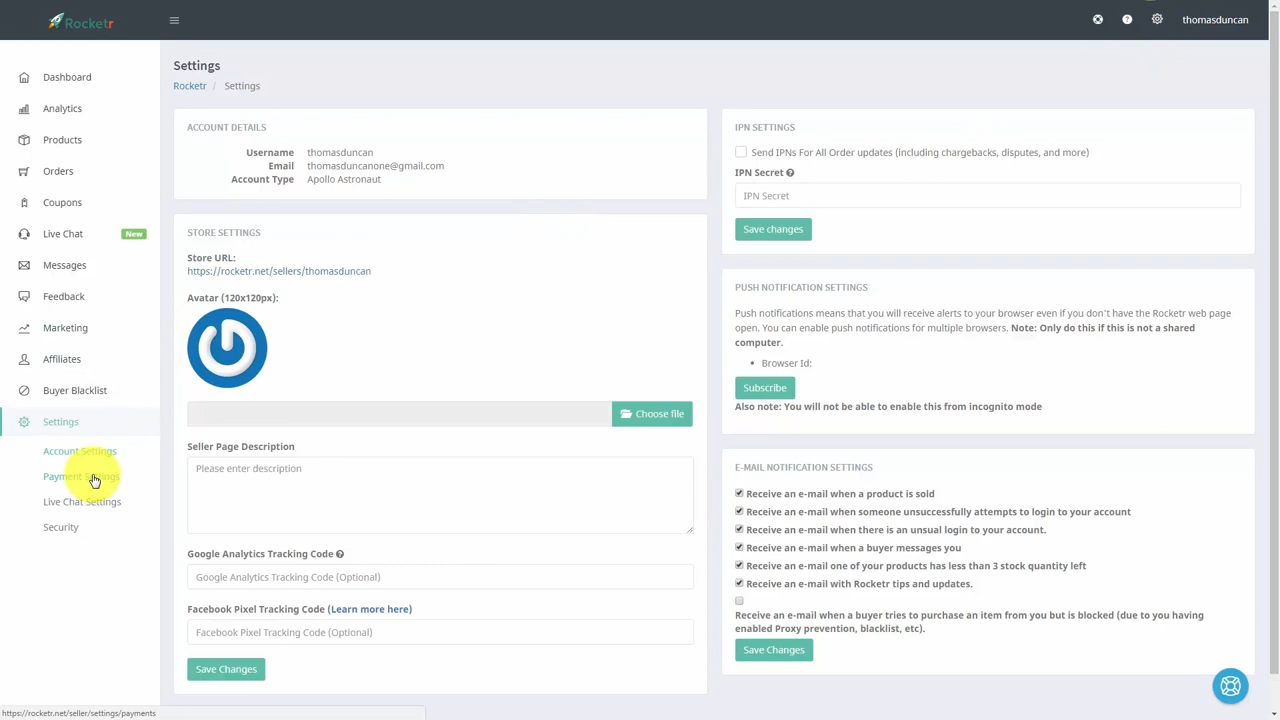 Rocketr
thomasduncan
Dashboard
Analytics
Products
Orders
Coupons
Live Chat New
Messages
Feedback
Marketing
Affiliates
Buyer Blacklist
Settings
Account Settings
Payment Settings
Live Chat Settings
Security
Settings
Rocketr / Settings
ACCOUNT DETAILS
Username thomasduncan
Email thomasduncanone@gmail.com
Account Type Apollo Astronaut
STORE SETTINGS
Store URL:
https://rocketr.net/sellers/thomasduncan
Avatar (120x120px):
Choose file
Seller Page Description
Please enter description
Google Analytics Tracking Code
Google Analytics Tracking Code (Optional)
Facebook Pixel Tracking Code (Learn more here)
Facebook Pixel Tracking Code (Optional)
Save Changes
IPN SETTINGS
Send IPNs For All Order updates (including chargebacks, disputes, and more)
IPN Secret
IPN Secret
Save changes
PUSH NOTIFICATION SETTINGS
Push notifications means that you will receive alerts to your browser even if you don't have the Rocketr web page
open. You can enable push notifications for multiple browsers. Note: Only do this if this is not a shared
computer.
• Browser Id:
Subscribe
Also note: You will not be able to enable this from incognito mode
E-MAIL NOTIFICATION SETTINGS
Receive an e-mail when a product is sold
Receive an e-mail when someone unsuccessfully attempts to login to your account
Receive an e-mail when there is an unsual login to your account.
Receive an e-mail when a buyer messages you
Receive an e-mail one of your products has less than 3 stock quantity left
Receive an e-mail with Rocketr tips and updates.
Receive an e-mail when a buyer tries to purchase an item from you but is blocked (due to you having
enabled Proxy prevention, blacklist, etc).
Save Changes
https://rocketr.net/seller/settings/payments